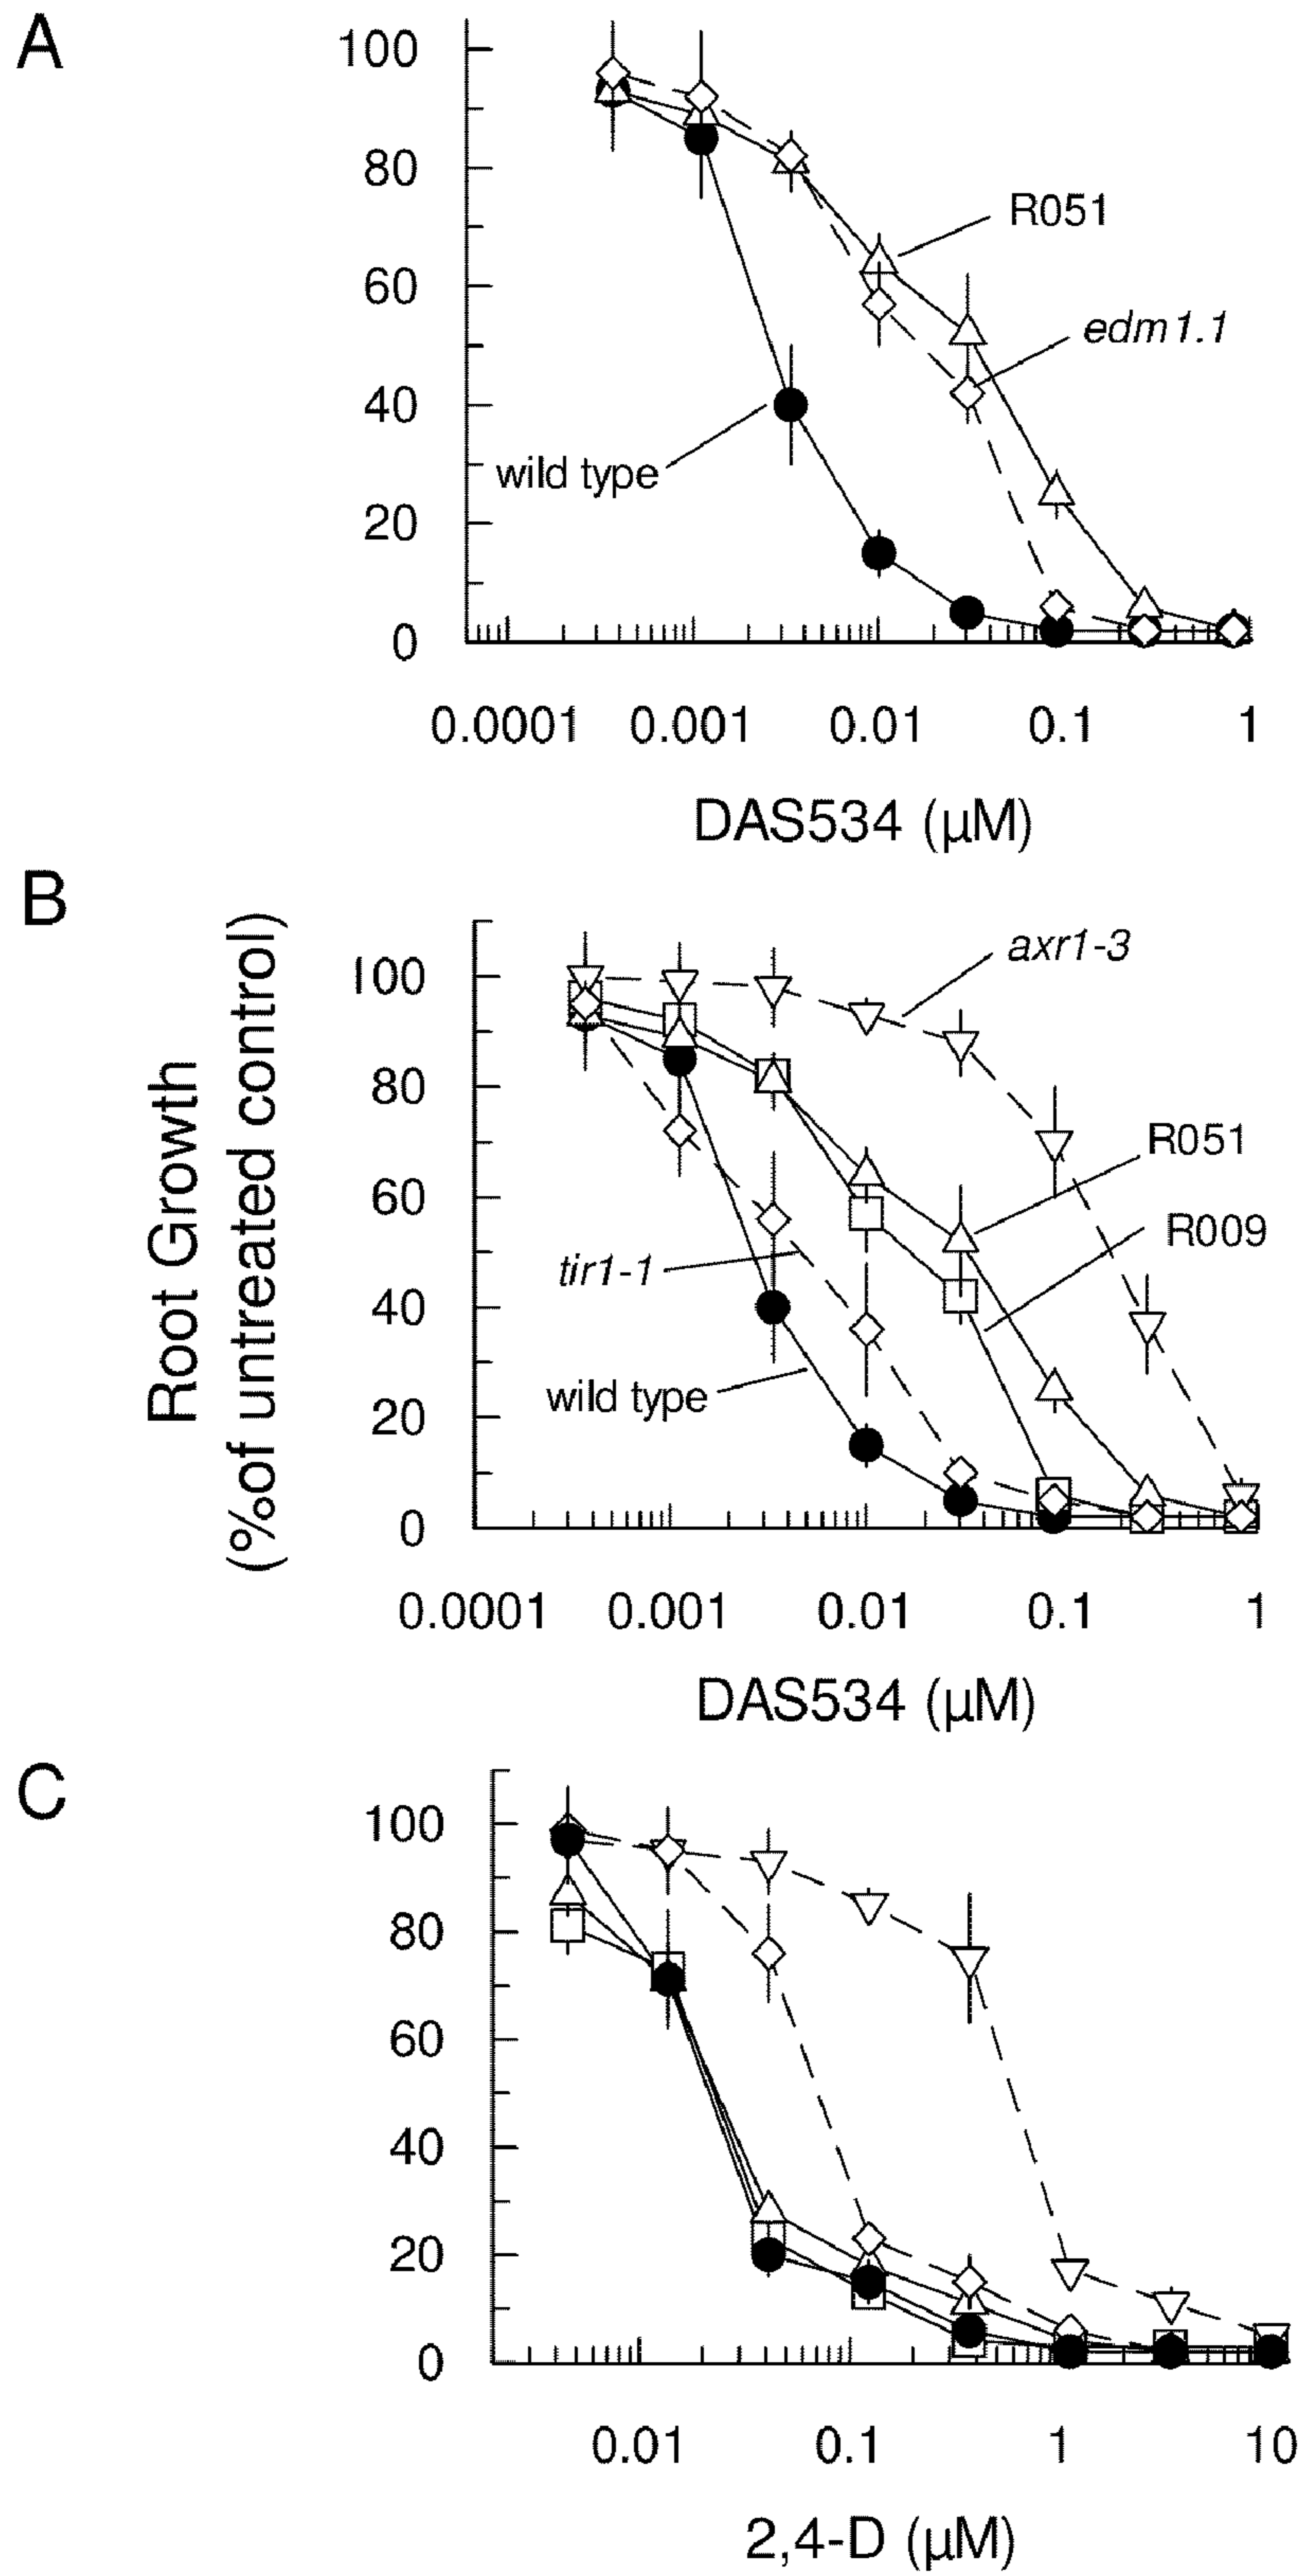 A
100
80
60
40
20
0
R051
edm1.1
wild type
0.0001 0.001 0.01 0.1 1
DAS534 (µM)
B
Root Growth
(%of untreated control)
100
80
60
40
20
0
axr1-3
R051
R009
tir1-1
wild type
0.0001 0.001 0.01 0.1 1
DAS534 (µM)
C
100
80
60
40
20
0
0.01 0.1 1 10
2,4-D (µM)